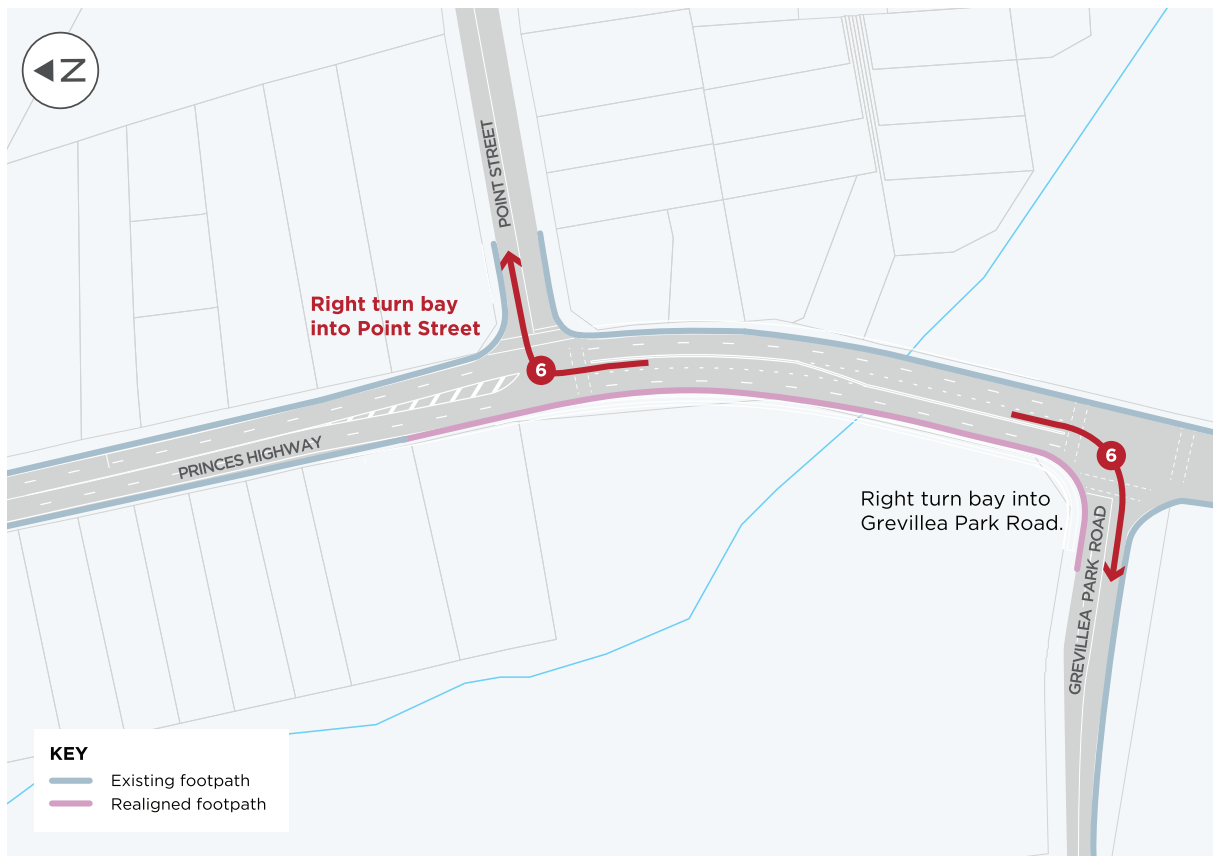 N
POINT STREET
Right turn bay
into Point Street
6
PRINCES HIGHWAY
6
Right turn bay into
Grevillea Park Road.
GREVILLEA PARK ROAD
KEY
Existing footpath
Realigned footpath